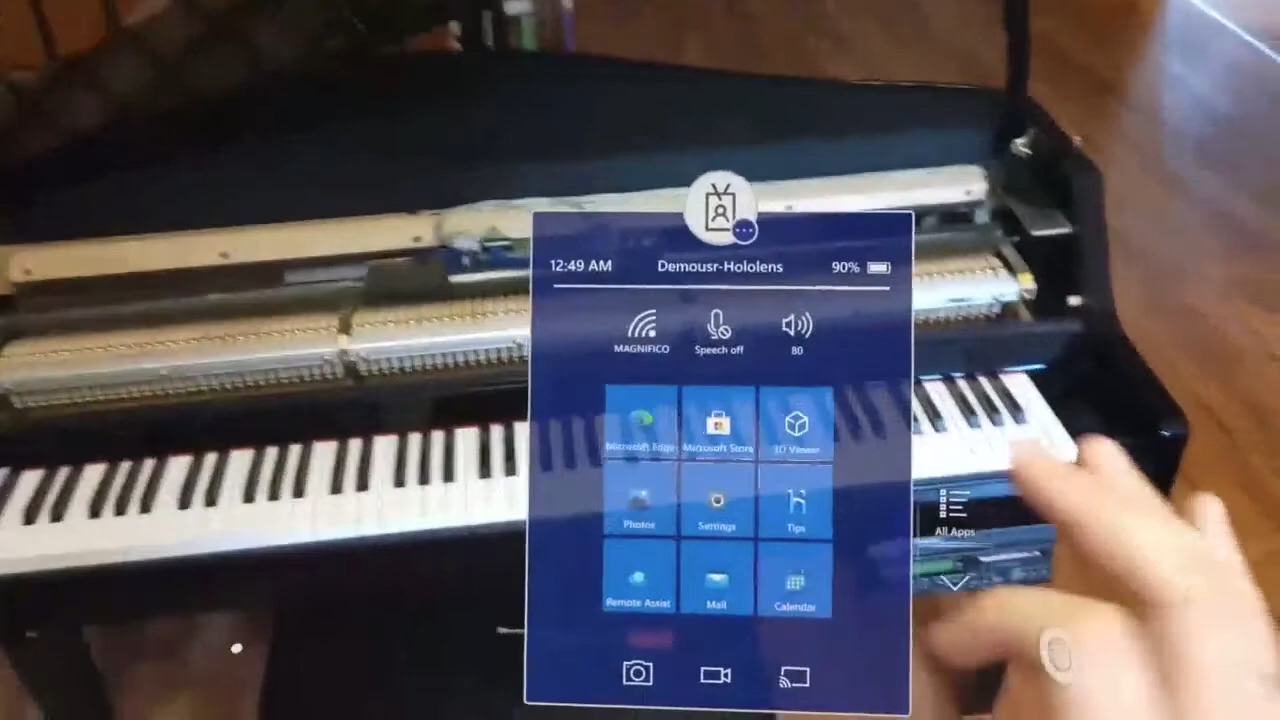 12:49 AM Demousr-Hololens 90%
MAGNIFICO Speech off 80
Microsoft Edge Microsoft Store 3D Viewer
Photos Settings Tips
All Apps
Remote Assist Mail Calendar